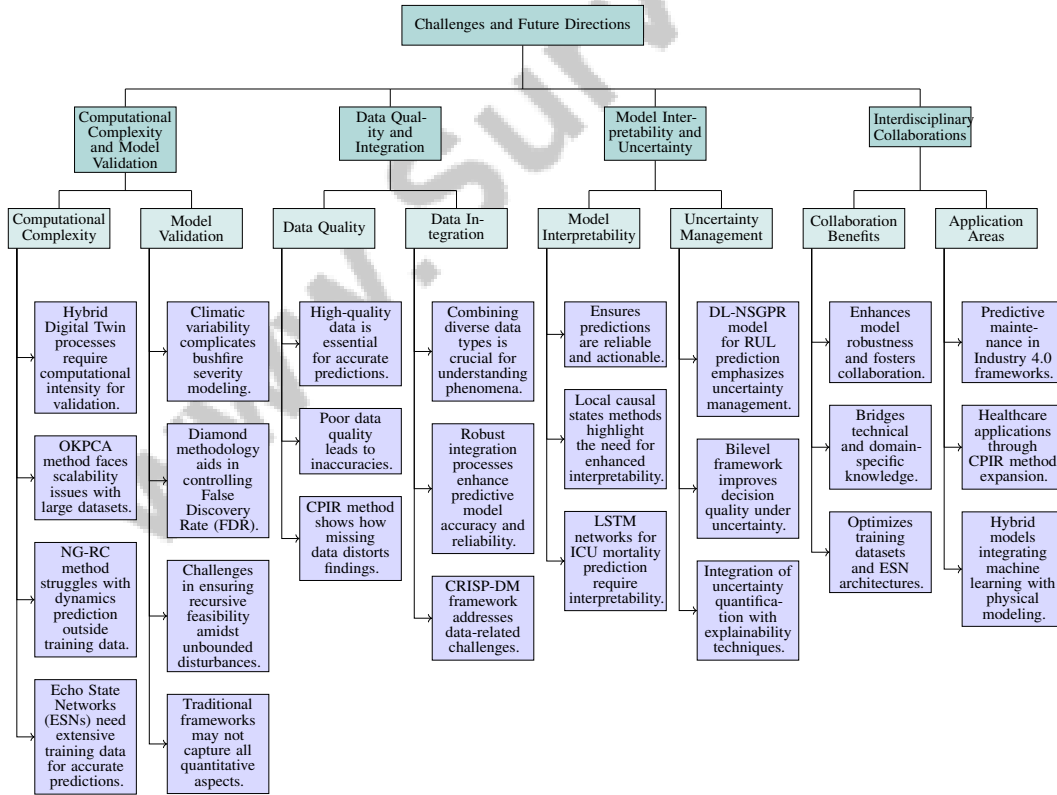 Challenges and Future Directions
Computational
Complexity
and Model
Validation
Data Qual-
ity and
Integration
Model Inter-
pretability and
Uncertainty
Interdisciplinary
Collaborations
Computational
Complexity
Model
Validation
Data Quality
Data In-
tegration
Model
Interpretability
Uncertainty
Management
Collaboration
Benefits
Application
Areas
Hybrid
Digital Twin
processes
require
computational
intensity for
validation.
OKPCA
method faces
scalability
issues with
large datasets.
NG-RC
method
struggles with
dynamics
prediction
outside
training data.
Echo State
Networks
(ESNs) need
extensive
training data
for accurate
predictions.
Climatic
variability
complicates
bushfire
severity
modeling.
Diamond
methodology
aids in
controlling
False
Discovery
Rate (FDR).
Challenges
in ensuring
recursive
feasibility
amidst
unbounded
disturbances.
Traditional
frameworks
may not
capture all
quantitative
aspects.
High-quality
data is
essential
for accurate
predictions.
Poor data
quality
leads to
inaccuracies.
CPIR method
shows how
missing
data distorts
findings.
Combining
diverse data
types is
crucial for
understanding
phenomena.
Robust
integration
processes
enhance
predictive
model
accuracy and
reliability.
CRISP-DM
framework
addresses
data-related
challenges.
Ensures
predictions
are reliable
and actionable.
Local causal
states methods
highlight
the need for
enhanced
interpretability.
LSTM
networks for
ICU mortality
prediction
require
interpretability.
DL-NSGPR
model
for RUL
prediction
emphasizes
uncertainty
management.
Bilevel
framework
improves
decision
quality under
uncertainty.
Integration of
uncertainty
quantifica-
tion with
explainability
techniques.
Enhances
model
robustness
and fosters
collaboration.
Bridges
technical
and domain-
specific
knowledge.
Optimizes
training
datasets
and ESN
architectures.
Predictive
mainte-
nance in
Industry 4.0
frameworks.
Healthcare
applications
through
CPIR method
expansion.
Hybrid
models
integrating
machine
learning with
physical
modeling.
www.Surv